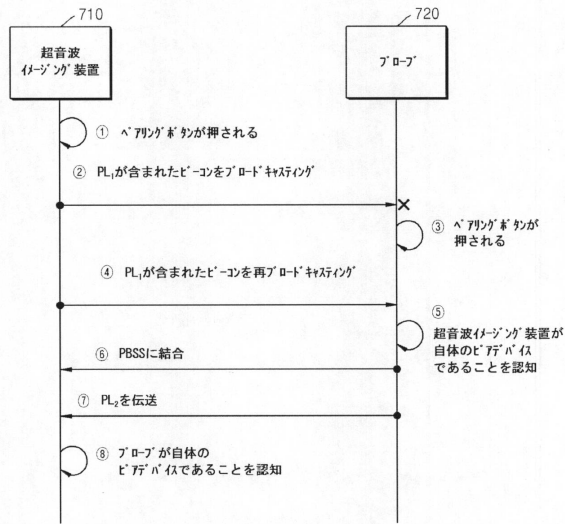 710
720
超音波
イメージング装置
プローブ
① ペアリングボタンが押される
② PL₁が含まれたビーコンをブロードキャスティング
③ ペアリングボタンが
押される
④ PL₁が含まれたビーコンを再ブロードキャスティング
⑤
超音波イメージング装置が
自体のピアデバイス
であることを認知
⑥ PBSSに結合
⑦ PL₂を伝送
⑧ プローブが自体の
ピアデバイスであることを認知